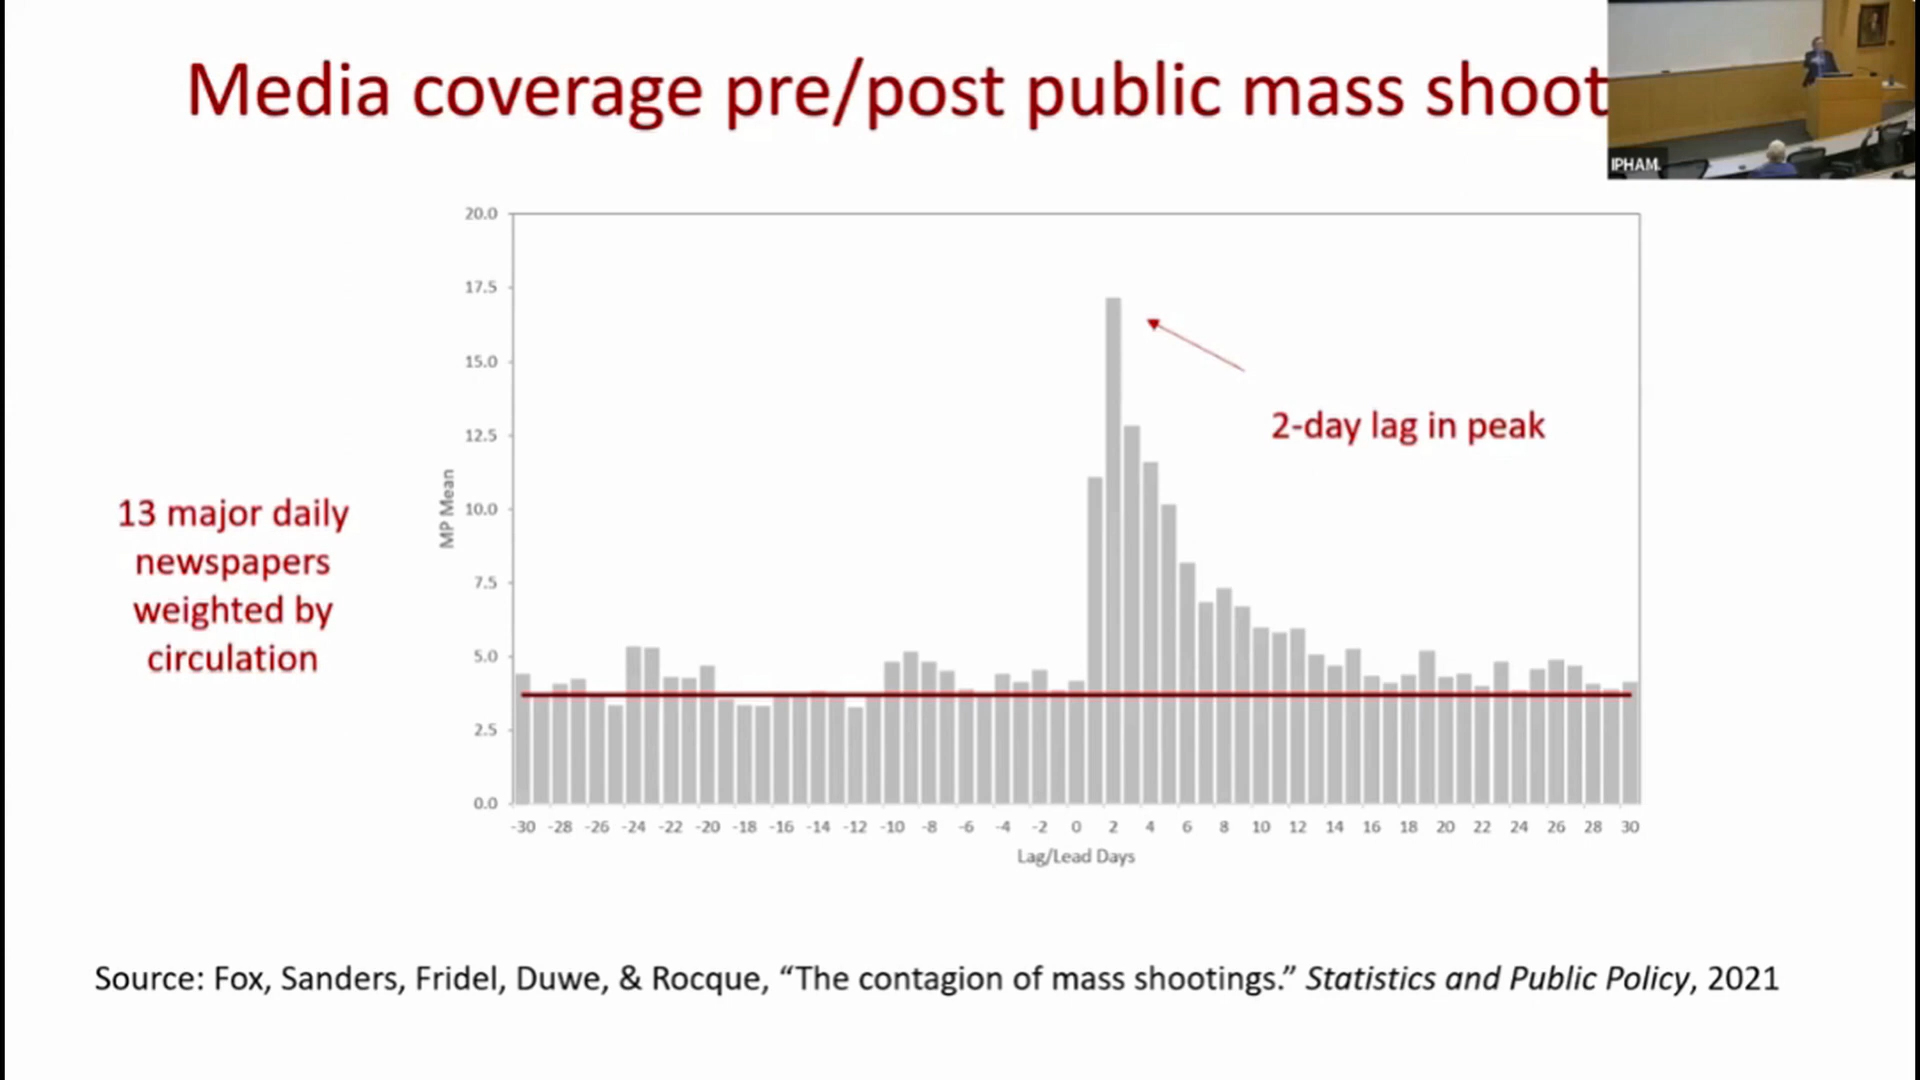 Media coverage pre/post public mass shoot
IPHAM
20.0
17.5
15.0
12.5
10.0
7.5
5.0
2.5
0.0
MP Mean
2-day lag in peak
13 major daily
newspapers
weighted by
circulation
-30 -28 -26 -24 -22 -20 -18 -16 -14 -12 -10 -8 -6 -4 -2 0 2 4 6 8 10 12 14 16 18 20 22 24 26 28 30
Lag/Lead Days
Source: Fox, Sanders, Fridel, Duwe, & Rocque, “The contagion of mass shootings.” Statistics and Public Policy, 2021